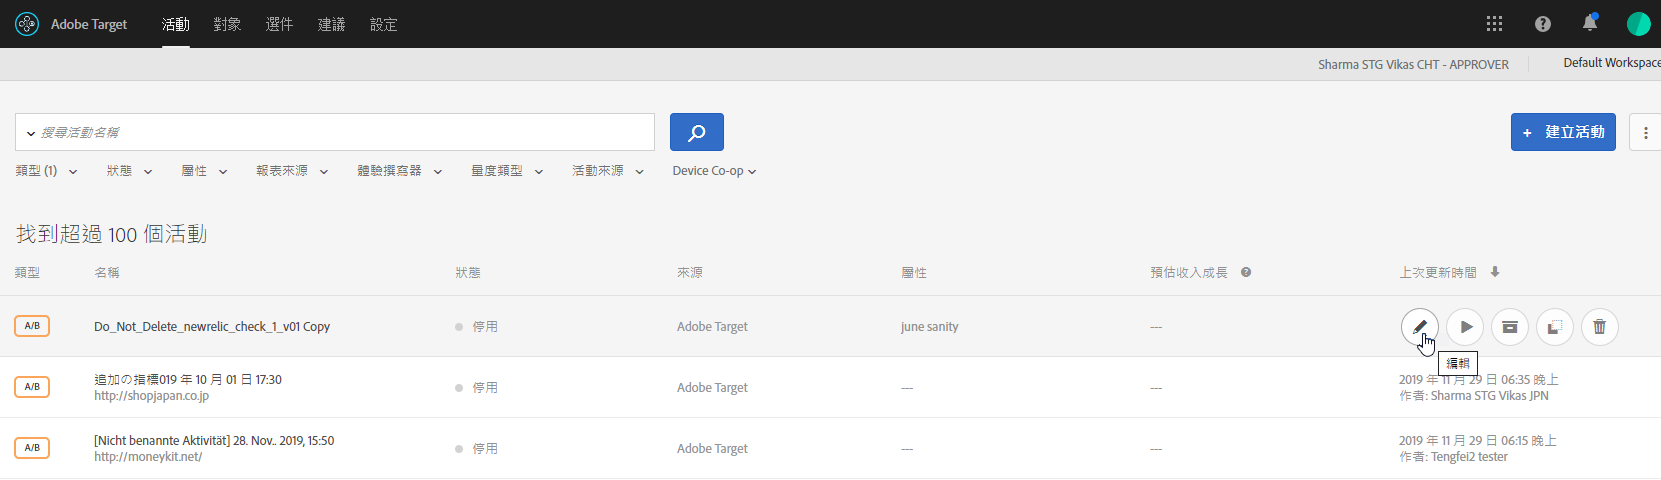 Adobe Target 活動 對象 選件 建議 設定
Sharma STG Vikas CHT - APPROVER Default Workspace
搜尋活動名稱
+ 建立活動
類型 (1) 狀態 屬性 報表來源 體驗撰寫器 量度類型 活動來源 Device Co-op
找到超過 100 個活動
類型 名稱 狀態 來源 屬性 預估收入成長 上次更新時間
A/B Do_Not_Delete_newrelic_check_1_v01 Copy 停用 Adobe Target june sanity ---
編輯
A/B 追加の指標019 年 10 月 01 日 17:30 停用 Adobe Target --- --- 2019 年 11 月 29 日 06:35 晚上
http://shopjapan.co.jp 作者: Sharma STG Vikas JPN
A/B [Nicht benannte Aktivität] 28. Nov.. 2019, 15:50 停用 Adobe Target --- --- 2019 年 11 月 29 日 06:15 晚上
http://moneykit.net/ 作者: Tengfei2 tester